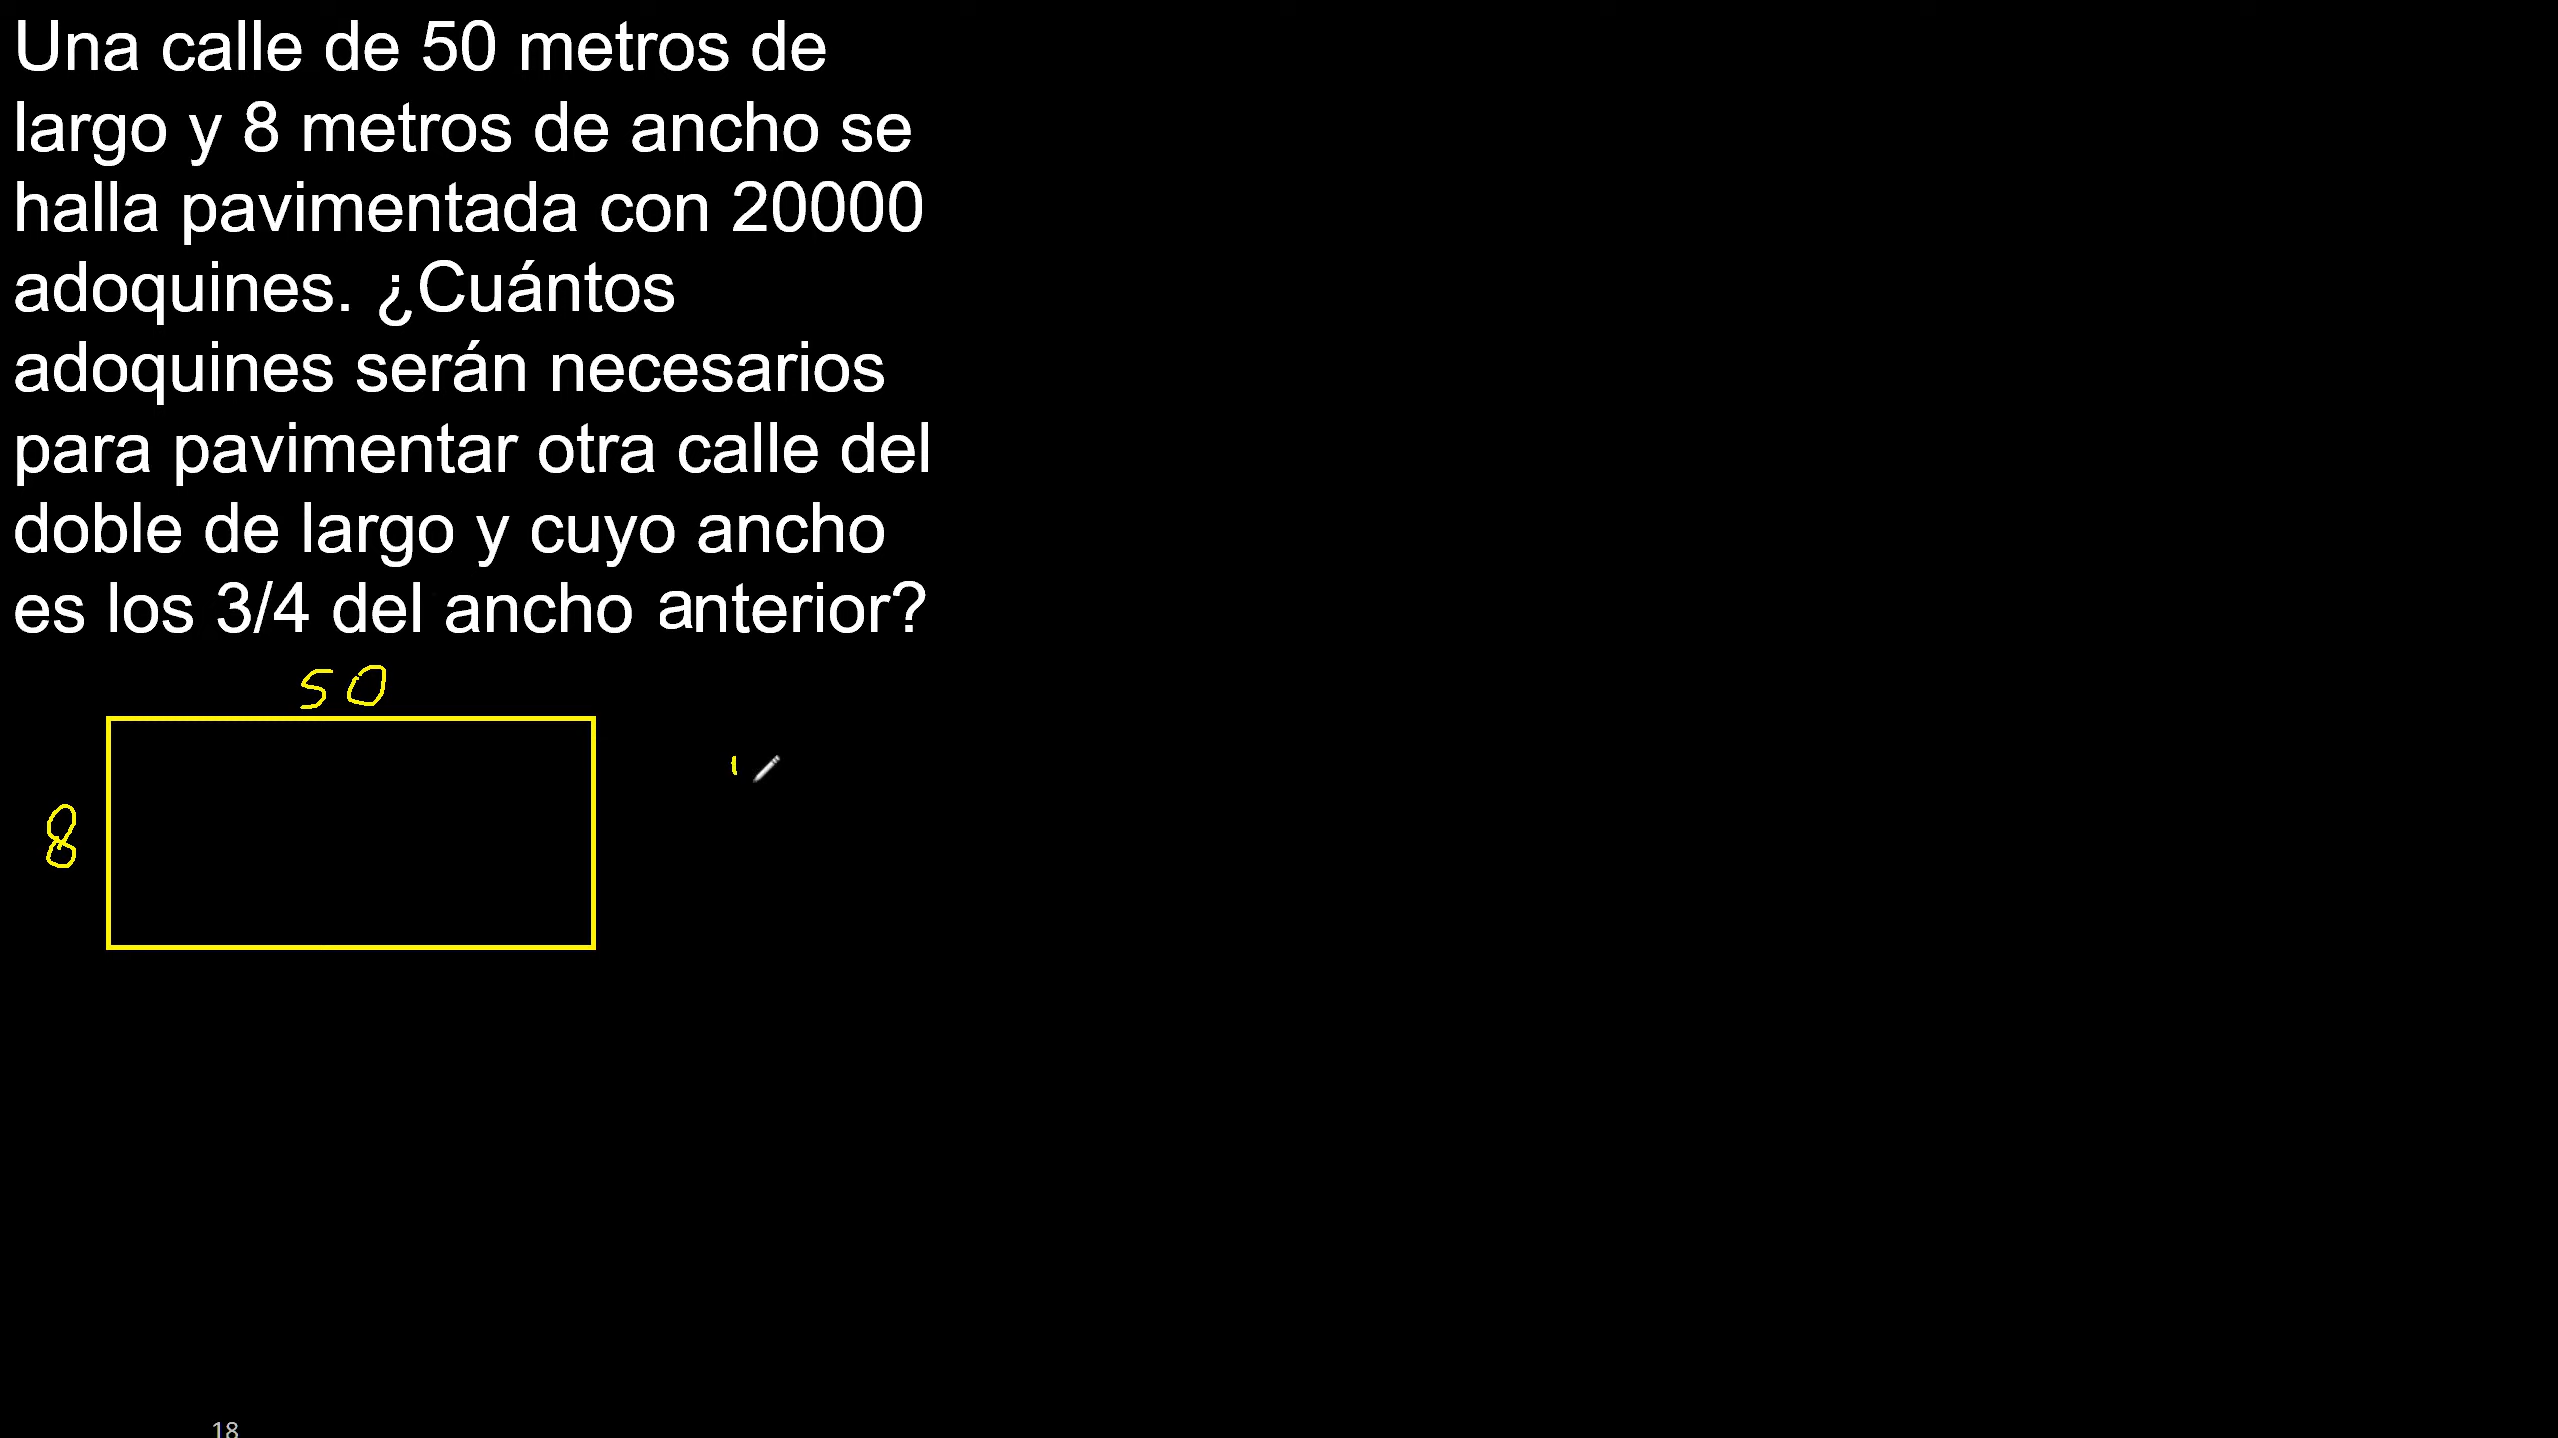 Una calle de 50 metros de
largo y 8 metros de ancho se
halla pavimentada con 20000
adoquines. ¿Cuántos
adoquines serán necesarios
para pavimentar otra calle del
doble de largo y cuyo ancho
es los 3/4 del ancho anterior?
50
8
18